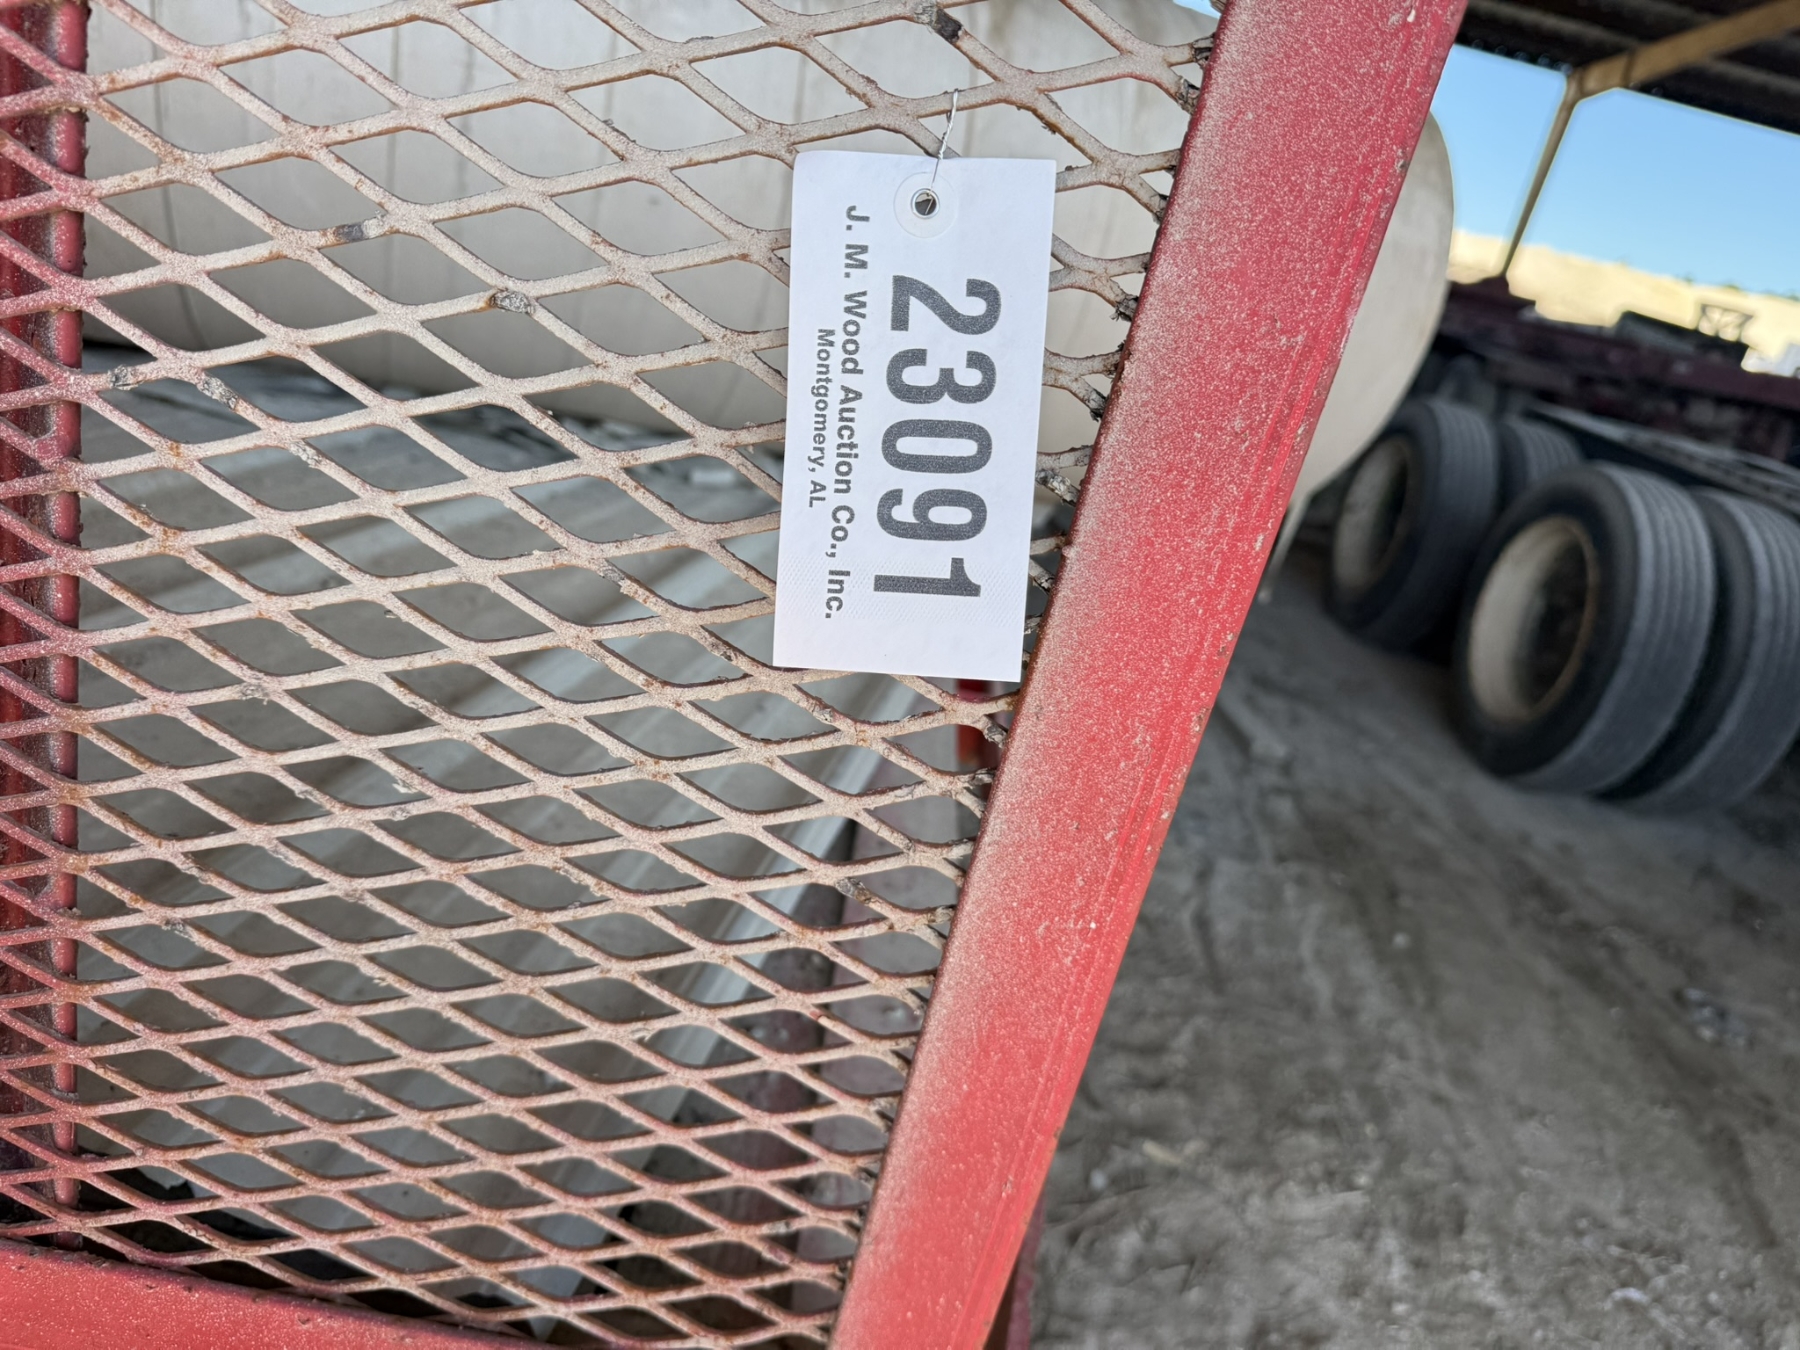 23091
J. M. Wood Auction Co., Inc.
Montgomery, AL